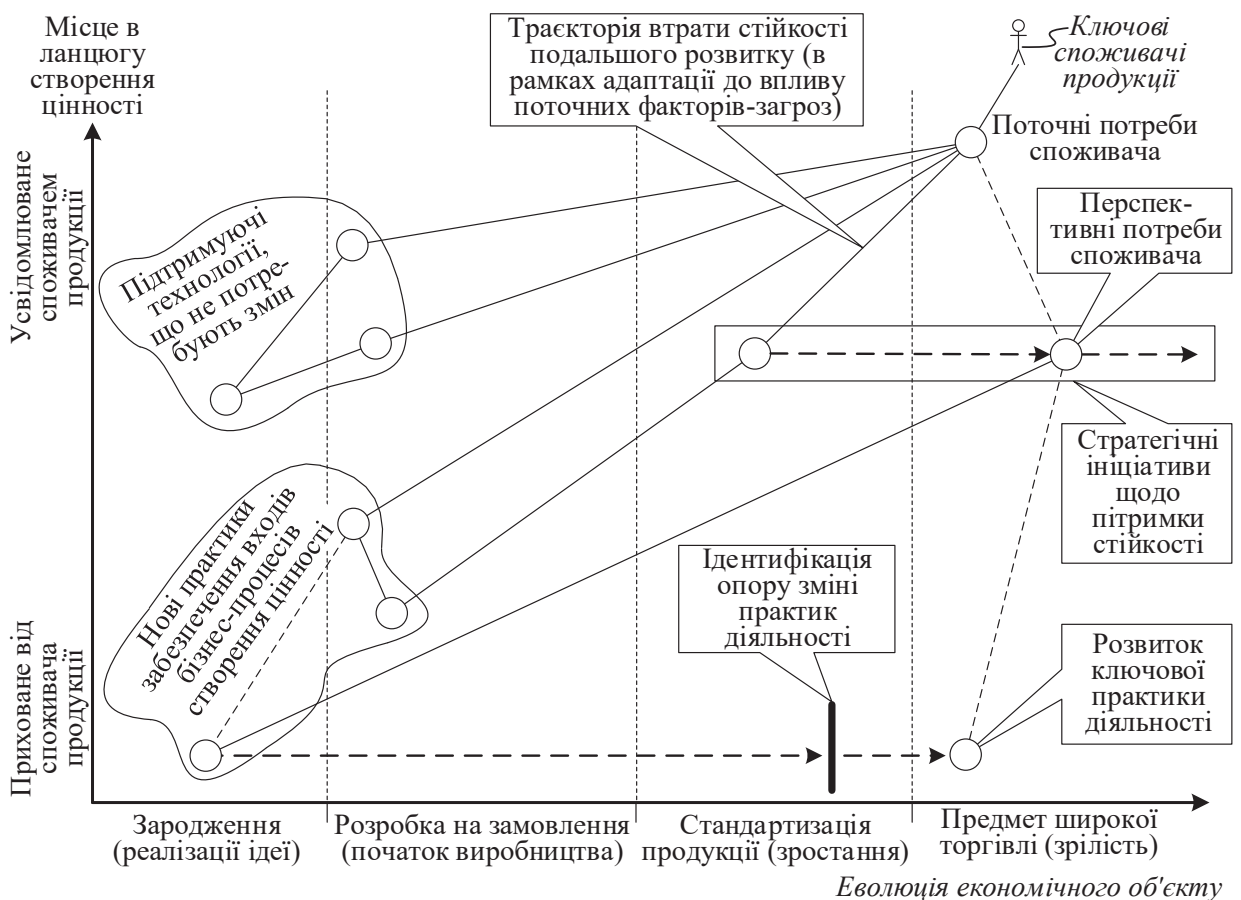 Місце в
ланцюгу
створення
цінності
Траєкторія втрати стійкості
подальшого розвитку (в
рамках адаптації до впливу
поточних факторів-загроз)
Ключові
споживачі
продукції
Поточні потреби
споживача
Усвідомлюване
споживачем
продукції
Підтримуючі
технології,
що не потре-
бують змін
Перспек-
тивні потреби
споживача
Стратегічні
ініціативи
щодо
пітримки
стійкості
Нові практики
забезпечення входів
бізнес-процесів
створення цінності
Ідентифікація
опору зміні
практик
діяльності
Розвиток
ключової
практики
діяльності
Приховане від
споживача
продукції
Зародження
(реалізації ідеї)
Розробка на замовлення
(початок виробництва)
Стандартизація
продукції (зростання)
Предмет широкої
торгівлі (зрілість)
Еволюція економічного об'єкту